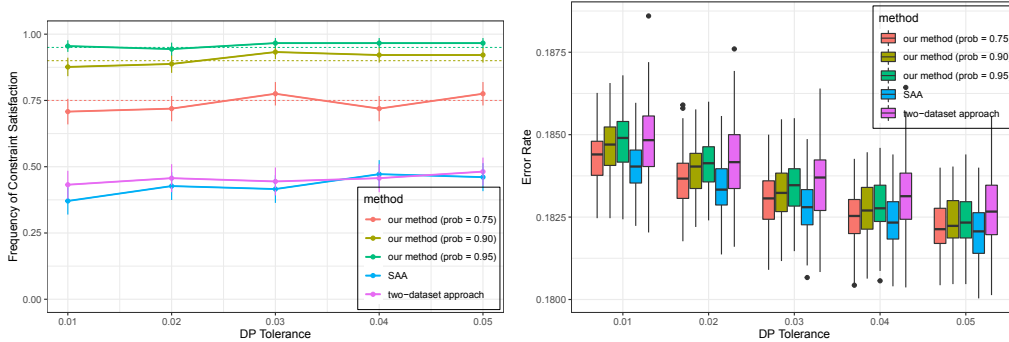 1.00
0.75
0.50
0.25
0.00
Frequency of Constraint Satisfaction
method
our method (prob = 0.75)
our method (prob = 0.90)
our method (prob = 0.95)
SAA
two−dataset approach
0.01
0.02
0.03
0.04
0.05
DP Tolerance
0.1875
0.1850
0.1825
0.1800
Error Rate
method
our method (prob = 0.75
our method (prob = 0.90
our method (prob = 0.95
SAA
two−dataset approach
0.01
0.02
0.03
0.04
0.05
DP Tolerance